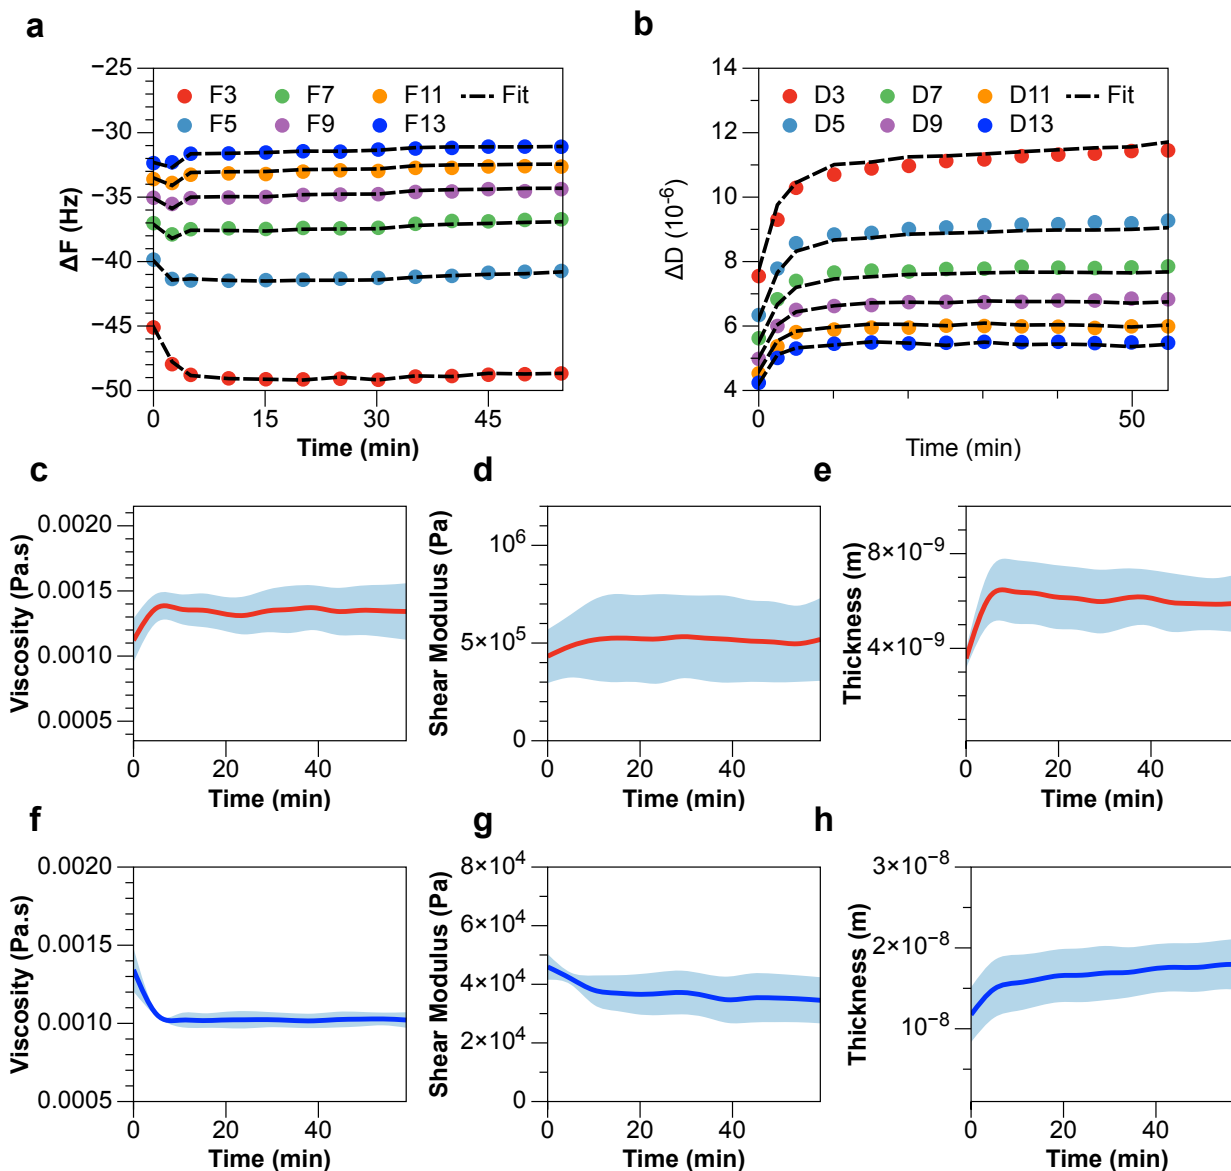 a
−25
−30
−35
−40
−45
−50
ΔF (Hz)
F3 F7 F11 Fit
F5 F9 F13
0 15 30 45
Time (min)
b
14
12
10
8
6
4
ΔD (10⁻⁶)
D3 D7 D11 Fit
D5 D9 D13
0 50
Time (min)
c
0.0020
0.0015
0.0010
0.0005
Viscosity (Pa.s)
0 20 40
Time (min)
d
10⁶
5×10⁵
0
Shear Modulus (Pa)
0 20 40
Time (min)
e
8×10⁻⁹
4×10⁻⁹
Thickness (m)
0 20 40
Time (min)
f
0.0020
0.0015
0.0010
0.0005
Viscosity (Pa.s)
0 20 40
Time (min)
g
8×10⁴
6×10⁴
4×10⁴
2×10⁴
0
Shear Modulus (Pa)
0 20 40
Time (min)
h
3×10⁻⁸
2×10⁻⁸
10⁻⁸
Thickness (m)
0 20 40
Time (min)